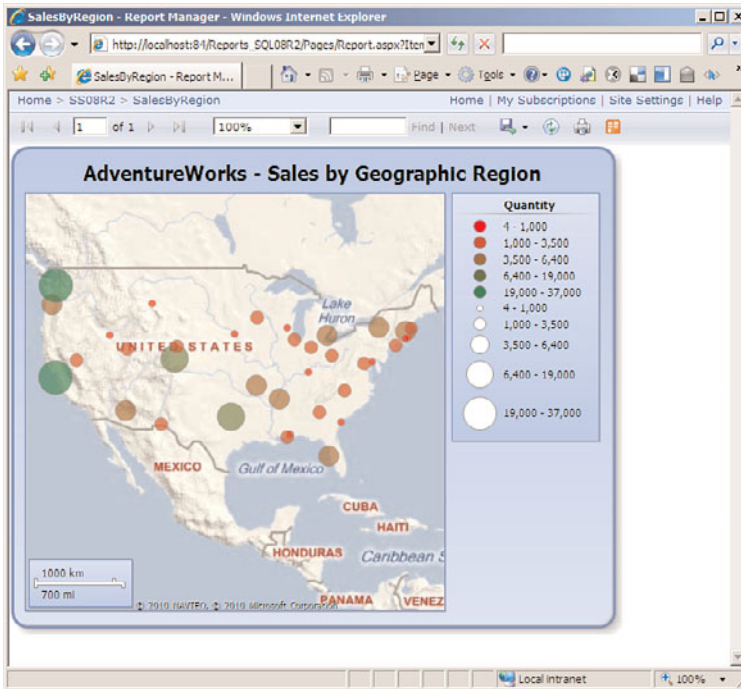 SalesByRegion - Report Manager - Windows Internet Explorer
http://localhost:84/Reports_SQL08R2/Pages/Report.aspx?Iter
SalesByRegion - Report M...
Page
Tools
Home > SS08R2 > SalesByRegion
Home | My Subscriptions | Site Settings | Help
1 of 1
100%
Find | Next
AdventureWorks - Sales by Geographic Region
Quantity
4 - 1,000
1,000 - 3,500
3,500 - 6,400
6,400 - 19,000
19,000 - 37,000
4 - 1,000
1,000 - 3,500
3,500 - 6,400
6,400 - 19,000
19,000 - 37,000
Lake
Huron
UNITED STATES
MEXICO
Gulf of Mexico
CUBA
HAITI
HONDURAS
Caribbean S
PANAMA
VENEZ
1000 km
700 mi
© 2010 NAVTEQ, © 2010 Microsoft Corporation
Local intranet
100%